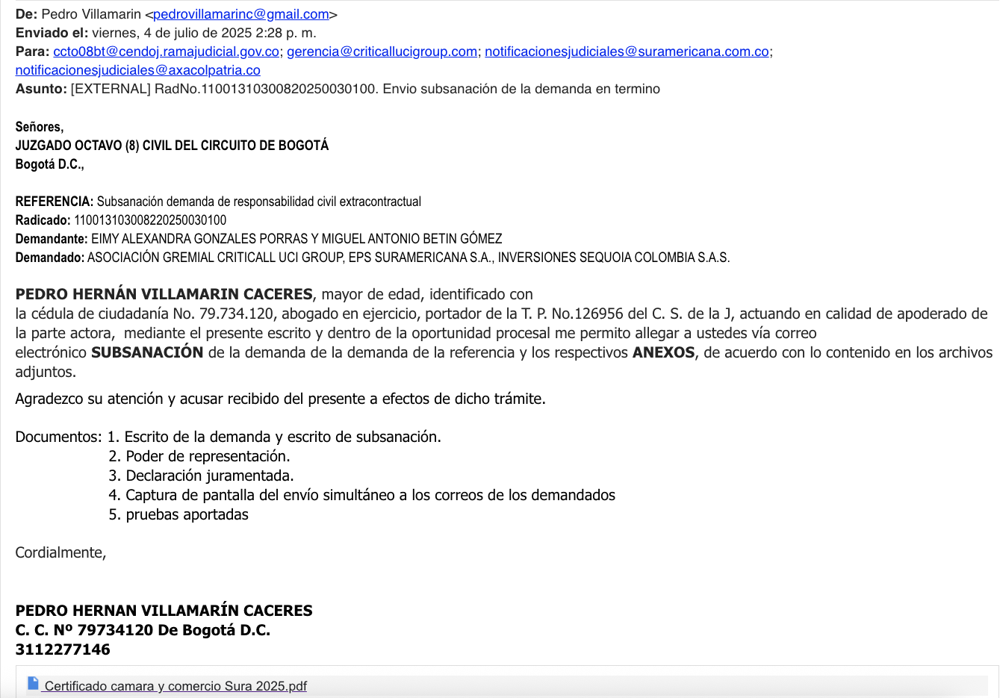 De: Pedro Villamarin <pedrovillamarinc@gmail.com>
Enviado el: viernes, 4 de julio de 2025 2:28 p. m.
Para: ccto08bt@cendoj.ramajudicial.gov.co; gerencia@criticallucigroup.com; notificacionesjudiciales@suramericana.com.co;
notificacionesjudiciales@axacolpatria.co
Asunto: [EXTERNAL] RadNo.11001310300820250030100. Envio subsanación de la demanda en termino
Señores,
JUZGADO OCTAVO (8) CIVIL DEL CIRCUITO DE BOGOTÁ
Bogotá D.C.,
REFERENCIA: Subsanación demanda de responsabilidad civil extracontractual
Radicado: 110013103008220250030100
Demandante: EIMY ALEXANDRA GONZALES PORRAS Y MIGUEL ANTONIO BETIN GÓMEZ
Demandado: ASOCIACIÓN GREMIAL CRITICALL UCI GROUP, EPS SURAMERICANA S.A., INVERSIONES SEQUOIA COLOMBIA S.A.S.
PEDRO HERNÁN VILLAMARIN CACERES, mayor de edad, identificado con
la cédula de ciudadanía No. 79.734.120, abogado en ejercicio, portador de la T. P. No.126956 del C. S. de la J, actuando en calidad de apoderado de
la parte actora,  mediante el presente escrito y dentro de la oportunidad procesal me permito allegar a ustedes vía correo
electrónico SUBSANACIÓN de la demanda de la demanda de la referencia y los respectivos ANEXOS, de acuerdo con lo contenido en los archivos
adjuntos.
Agradezco su atención y acusar recibido del presente a efectos de dicho trámite.
Documentos: 1. Escrito de la demanda y escrito de subsanación.
2. Poder de representación.
3. Declaración juramentada.
4. Captura de pantalla del envío simultáneo a los correos de los demandados
5. pruebas aportadas
Cordialmente,
PEDRO HERNAN VILLAMARÍN CACERES
C. C. Nº 79734120 De Bogotá D.C.
3112277146
Certificado camara y comercio Sura 2025.pdf